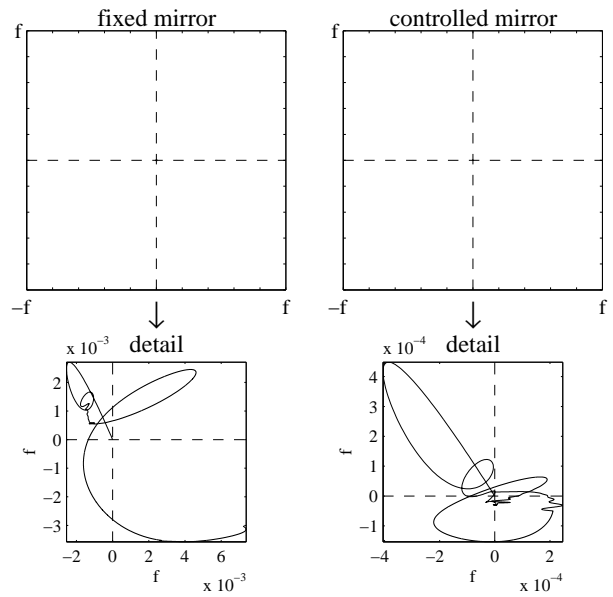 fixed mirror
controlled mirror
f
f
−f
f
−f
f
detail
detail
x 10⁻³
x 10⁻⁴
2
1
0
−1
−2
−3
f
−2
0
2
4
6
f
x 10⁻³
4
3
2
1
0
−1
f
−4
−2
0
2
f
x 10⁻⁴